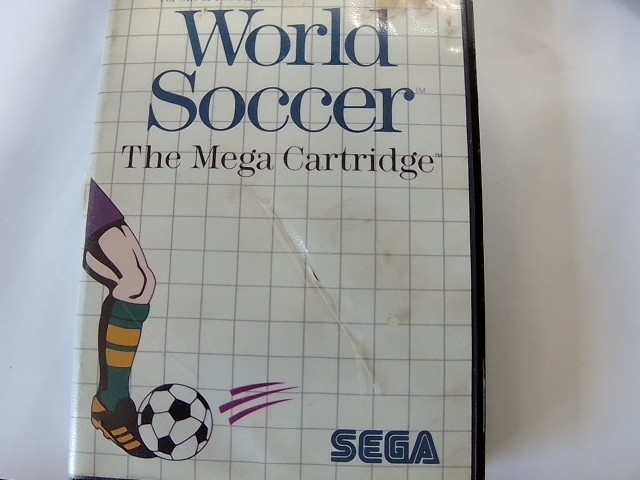 World
Soccer™
The Mega Cartridge™
SEGA